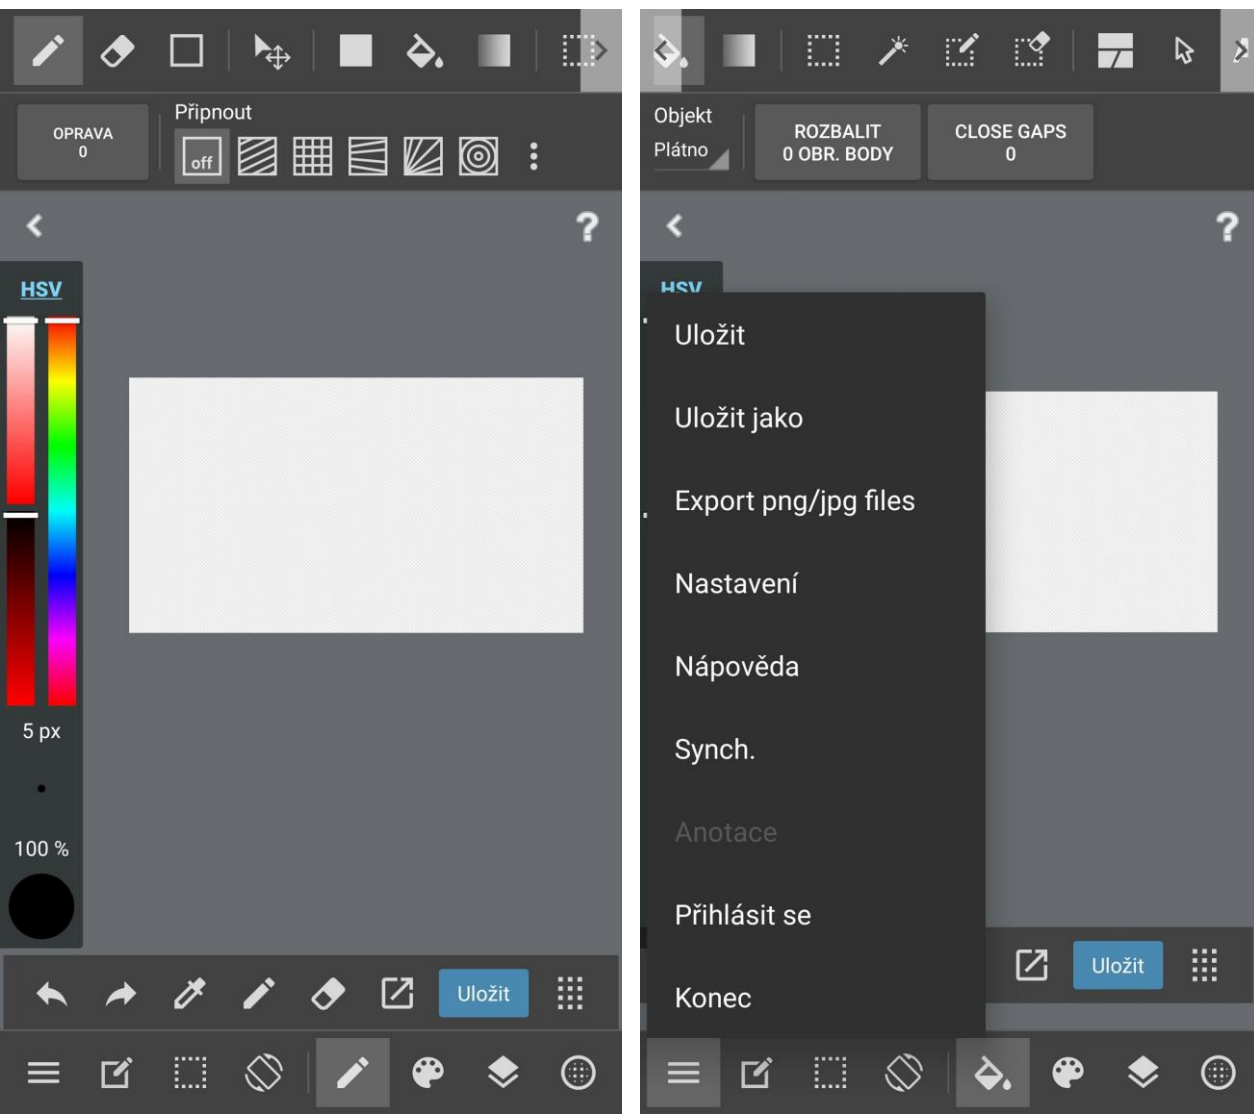 OPRAVA
0
Připnout
off
?
HSV
5 px
100 %
Uložit
Objekt
Plátno
ROZBALIT
0 OBR. BODY
CLOSE GAPS
0
?
HSV
Uložit
Uložit jako
Export png/jpg files
Nastavení
Nápověda
Synch.
Anotace
Přihlásit se
Konec
Uložit